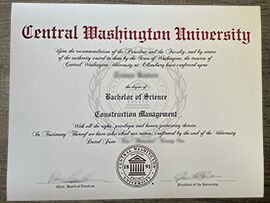 Central Washington University
Upon the recommendation of the President and the Faculty, and by virtue
of the authority vested in them by the State of Washington, the trustees of
Central Washington University at Ellensburg have conferred upon
the degree of
Bachelor of Science
Construction Management
With all the rights, privileges and honors pertaining thereto.
In Testimony Thereof we have subscribed our names, confirmed by the seal of the University
Chair, Board of Trustees
President of the University
CENTRAL WASHINGTON
UNIVERSITY